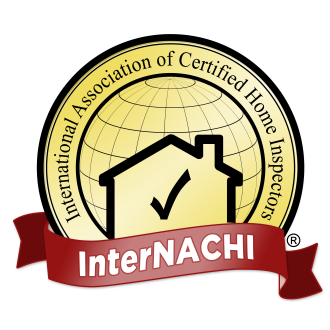 International Association of Certified Home Inspectors
InterNACHI
®